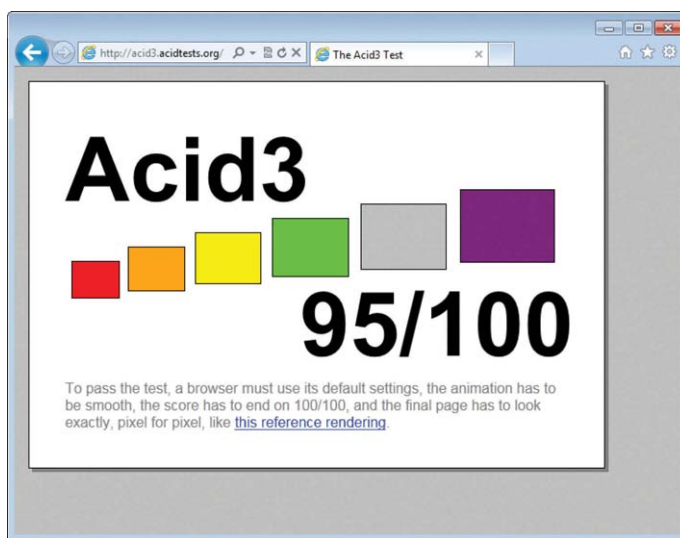 http://acid3.acidtests.org/
The Acid3 Test
Acid3
95/100
To pass the test, a browser must use its default settings, the animation has to
be smooth, the score has to end on 100/100, and the final page has to look
exactly, pixel for pixel, like this reference rendering.